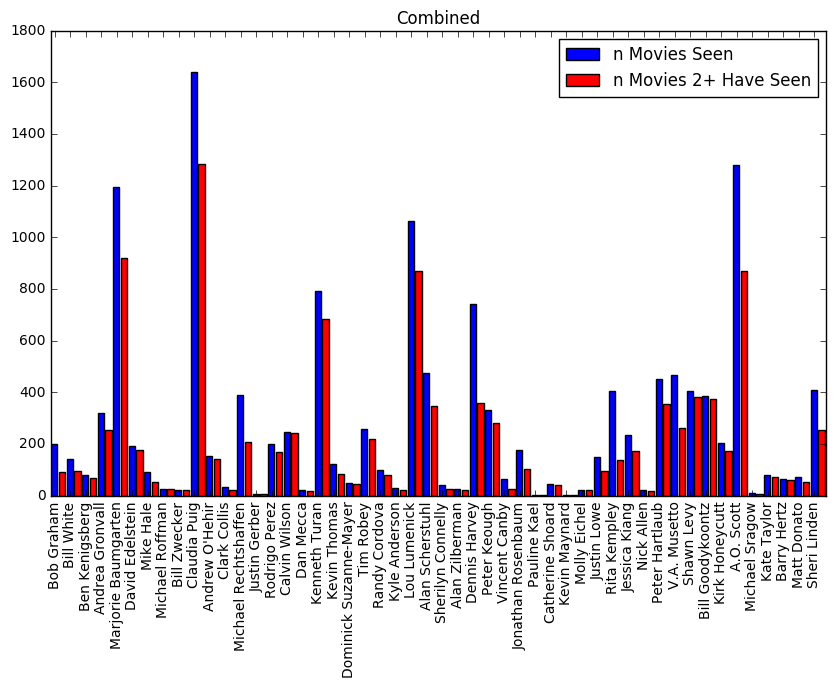 Combined
n Movies Seen
n Movies 2+ Have Seen
1800
1600
1400
1200
1000
800
600
400
200
0
Bob Graham
Bill White
Ben Kenigsberg
Andrea Gronvall
Marjorie Baumgarten
David Edelstein
Mike Hale
Michael Roffman
Bill Zwecker
Claudia Puig
Andrew O'Hehir
Clark Collis
Michael Rechtshaffen
Justin Gerber
Rodrigo Perez
Calvin Wilson
Dan Mecca
Kenneth Turan
Kevin Thomas
Dominick Suzanne-Mayer
Tim Robey
Randy Cordova
Kyle Anderson
Lou Lumenick
Alan Scherstuhl
Sherilyn Connelly
Alan Zilberman
Dennis Harvey
Peter Keough
Vincent Canby
Jonathan Rosenbaum
Pauline Kael
Catherine Shoard
Kevin Maynard
Molly Eichel
Justin Lowe
Rita Kempley
Jessica Kiang
Nick Allen
Peter Hartlaub
V.A. Musetto
Shawn Levy
Bill Goodykoontz
Kirk Honeycutt
A.O. Scott
Michael Sragow
Kate Taylor
Barry Hertz
Matt Donato
Sheri Linden